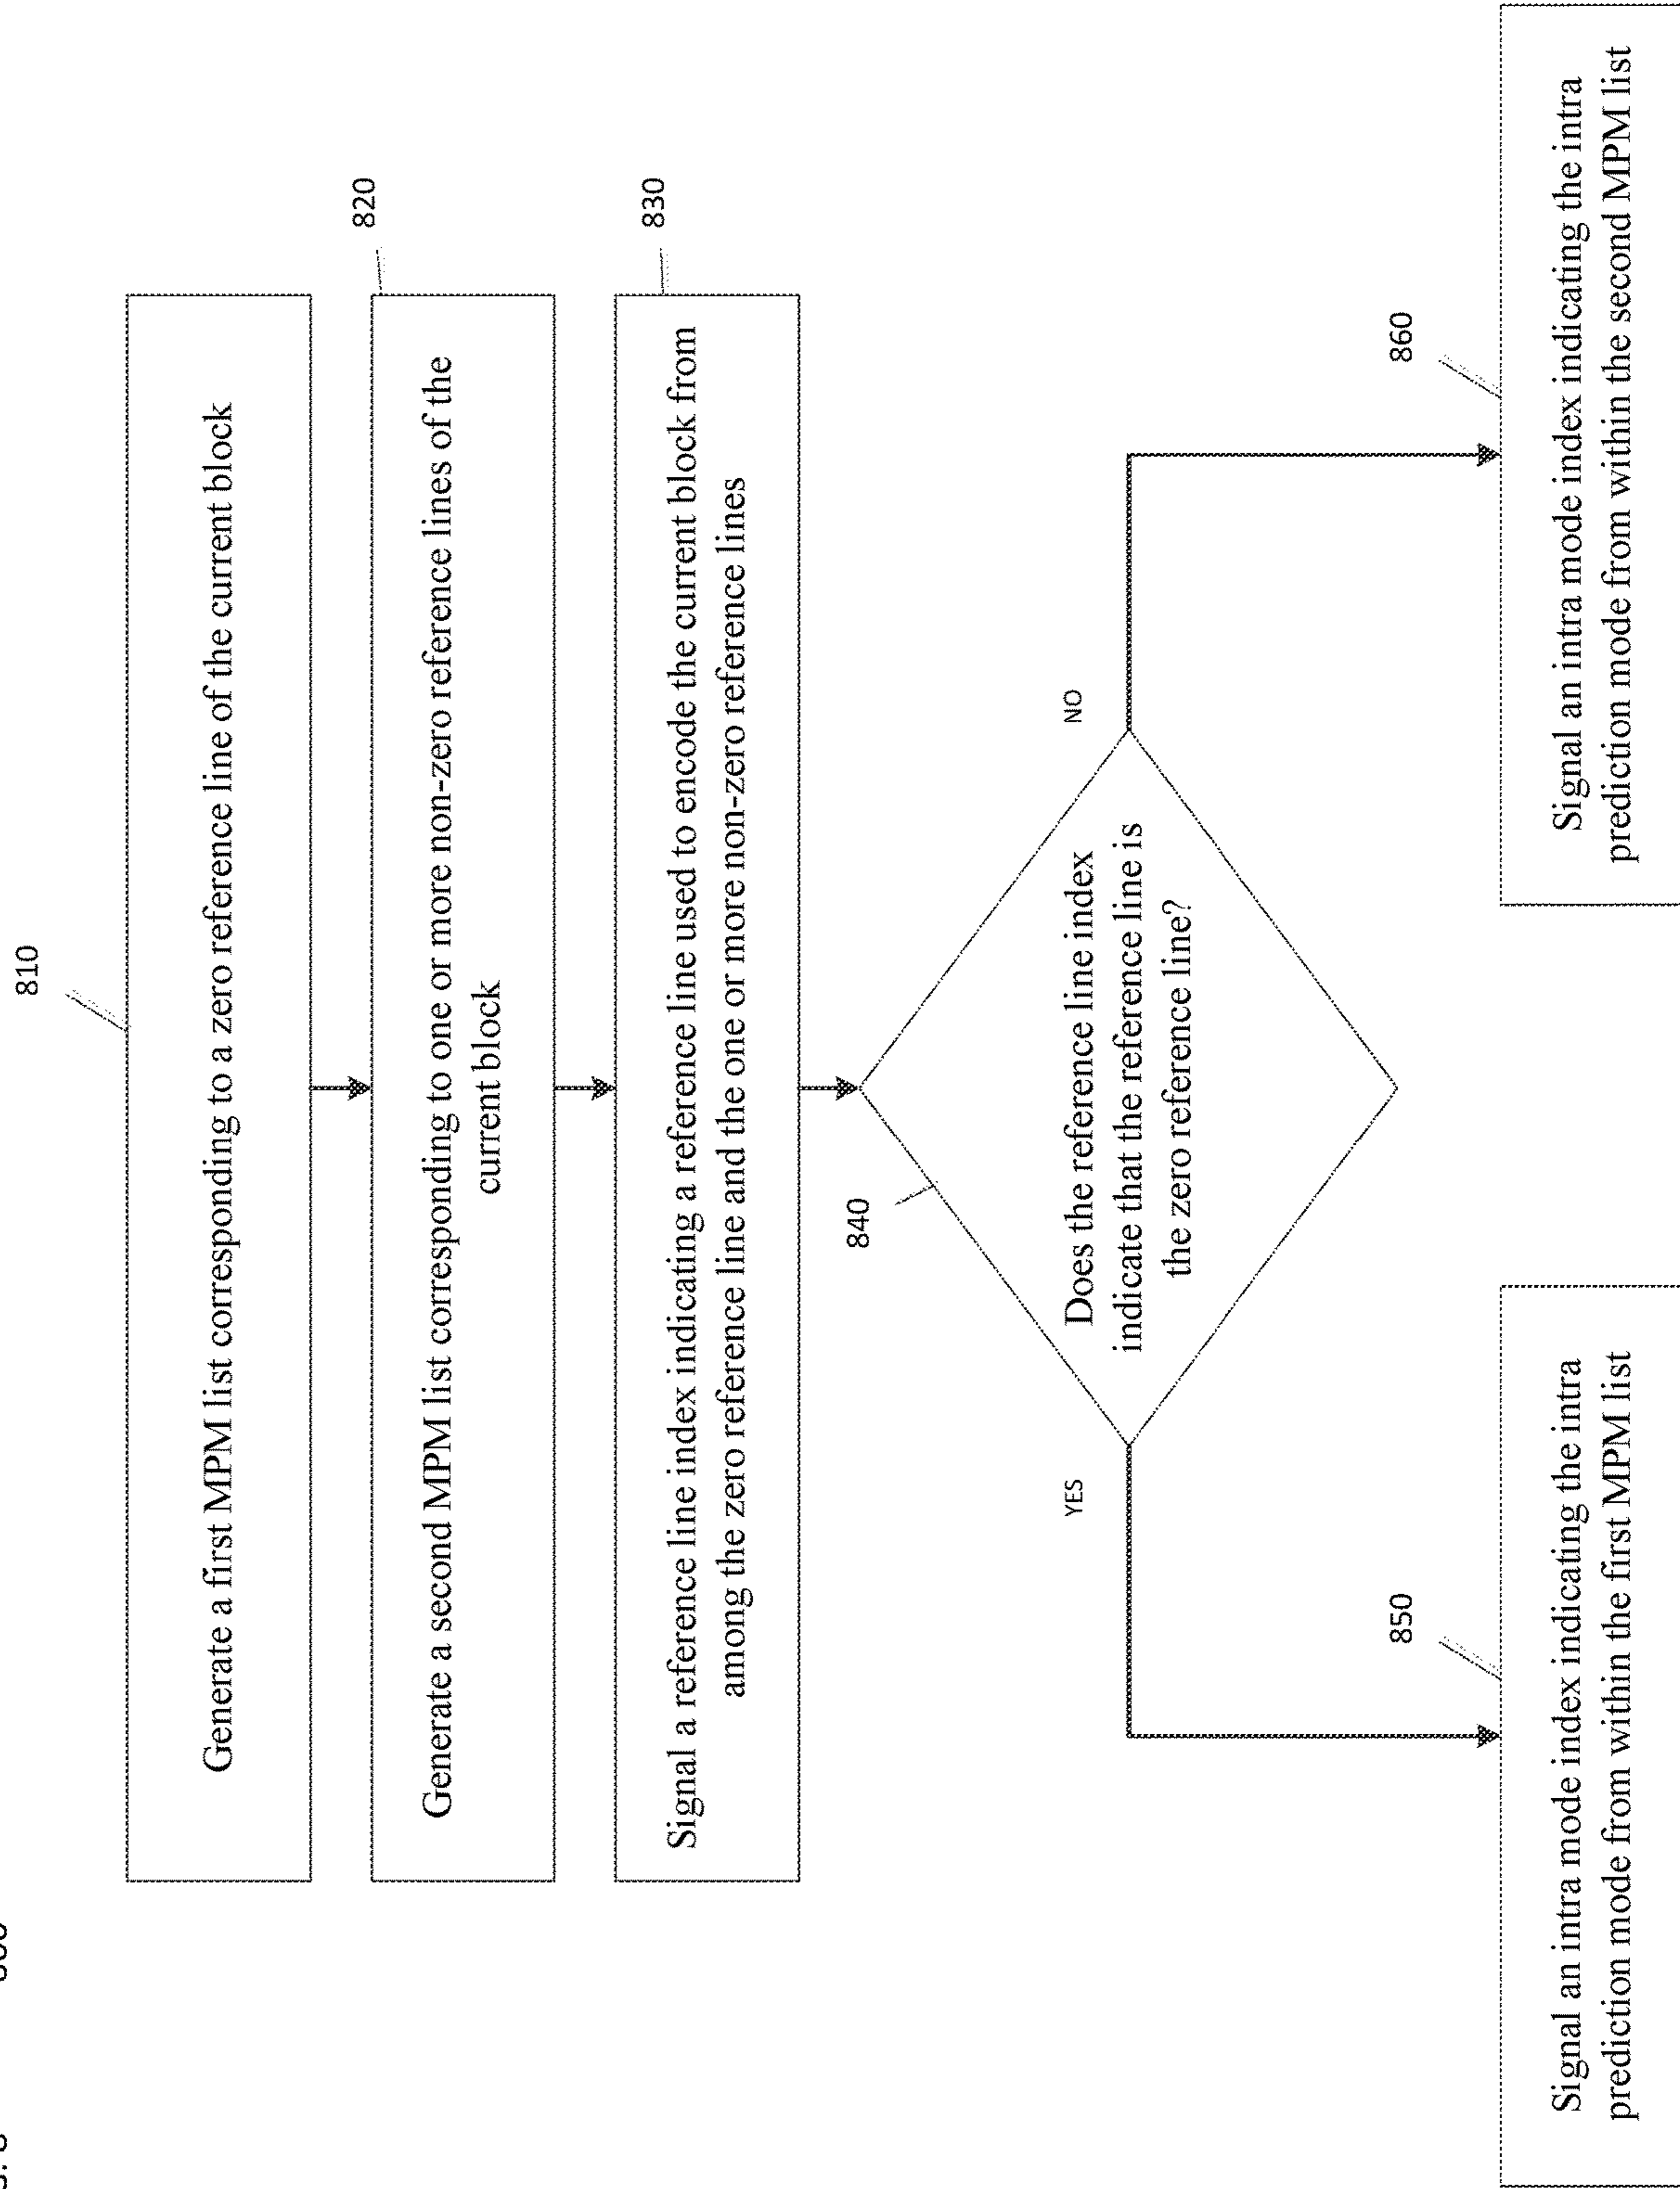 810
Generate a first MPM list corresponding to a zero reference line of the current block
820
Generate a second MPM list corresponding to one or more non-zero reference lines of the
current block
830
Signal a reference line index indicating a reference line used to encode the current block from
among the zero reference line and the one or more non-zero reference lines
840
Does the reference line index
indicate that the reference line is
the zero reference line?
YES
NO
850
Signal an intra mode index indicating the intra
prediction mode from within the first MPM list
860
Signal an intra mode index indicating the intra
prediction mode from within the second MPM list